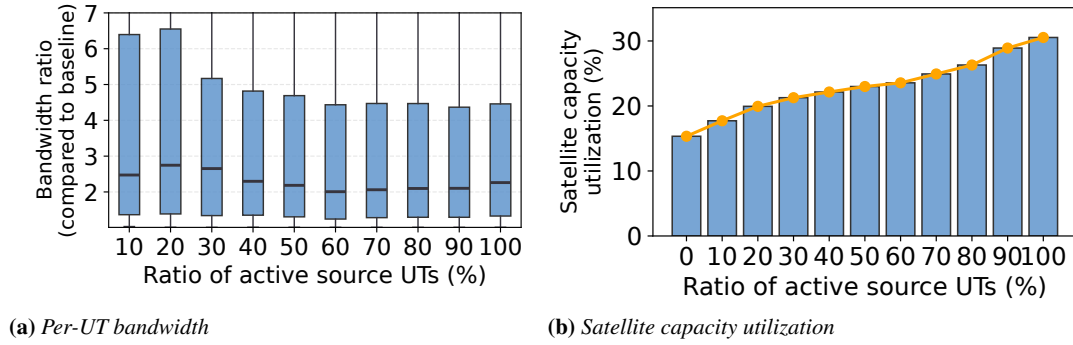 Bandwidth ratio
(compared to baseline)
7
6
5
4
3
2
10 20 30 40 50 60 70 80 90 100
Ratio of active source UTs (%)
(a) Per-UT bandwidth
Satellite capacity
utilization (%)
30
20
10
0
0 10 20 30 40 50 60 70 80 90 100
Ratio of active source UTs (%)
(b) Satellite capacity utilization